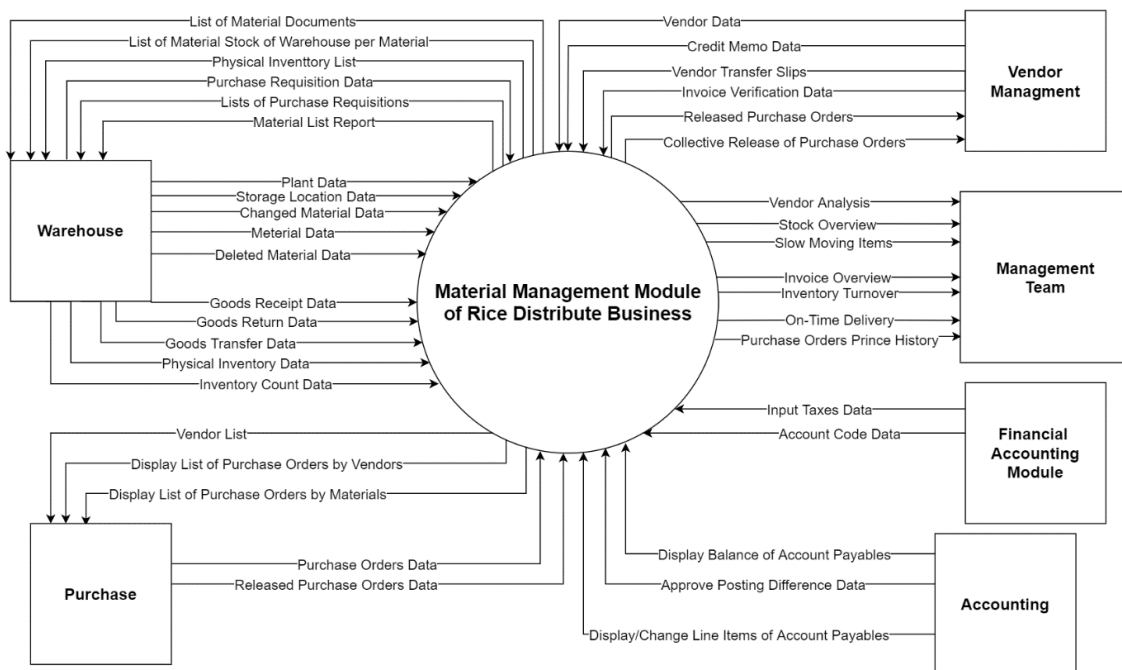 List of Material Documents
List of Material Stock of Warehouse per Material
Physical Inventtory List
Purchase Requisition Data
Lists of Purchase Requisitions
Material List Report
Warehouse
Plant Data
Storage Location Data
Changed Material Data
Meterial Data
Deleted Material Data
Goods Receipt Data
Goods Return Data
Goods Transfer Data
Physical Inventory Data
Inventory Count Data
Vendor List
Display List of Purchase Orders by Vendors
Display List of Purchase Orders by Materials
Purchase
Purchase Orders Data
Released Purchase Orders Data
Material Management Module
of Rice Distribute Business
Vendor Data
Credit Memo Data
Vendor Transfer Slips
Invoice Verification Data
Released Purchase Orders
Collective Release of Purchase Orders
Vendor
Managment
Vendor Analysis
Stock Overview
Slow Moving Items
Invoice Overview
Inventory Turnover
On-Time Delivery
Purchase Orders Prince History
Management
Team
Input Taxes Data
Account Code Data
Financial
Accounting
Module
Display Balance of Account Payables
Approve Posting Difference Data
Display/Change Line Items of Account Payables
Accounting